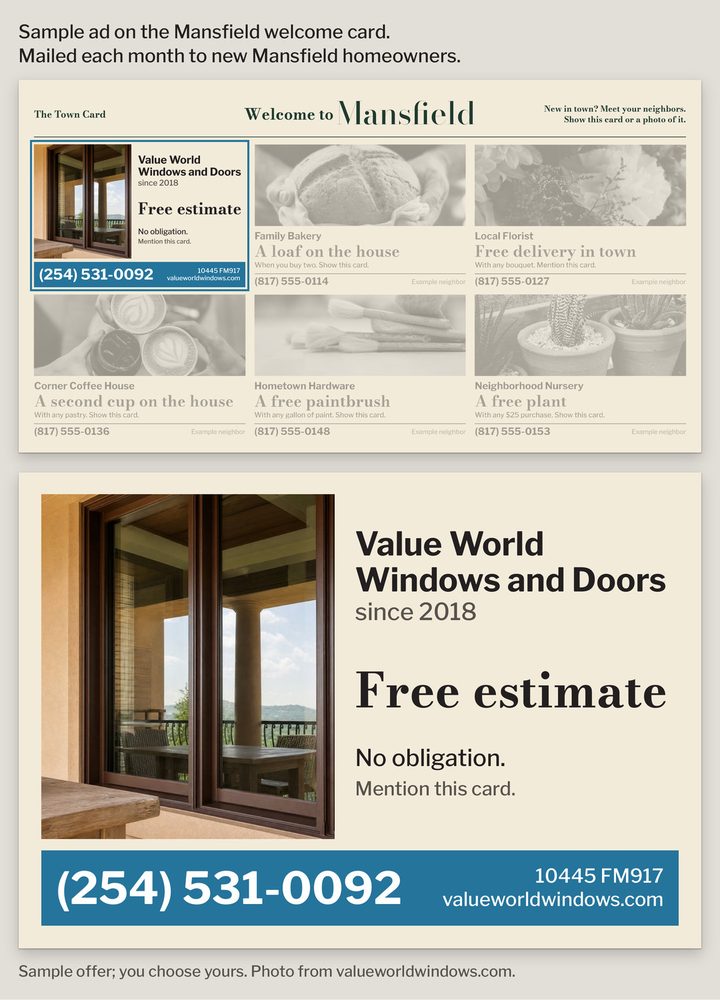 Sample ad on the Mansfield welcome card.
Mailed each month to new Mansfield homeowners.
The Town Card
Welcome to Mansfield
New in town? Meet your neighbors.
Show this card or a photo of it.
Value World
Windows and Doors
since 2018
Free estimate
No obligation.
Mention this card.
(254) 531-0092
10445 FM917
valueworldwindows.com
Family Bakery
A loaf on the house
When you buy two. Show this card.
(817) 555-0114
Example neighbor
Local Florist
Free delivery in town
With any bouquet. Mention this card.
(817) 555-0127
Example neighbor
Corner Coffee House
A second cup on the house
With any pastry. Show this card.
(817) 555-0136
Example neighbor
Hometown Hardware
A free paintbrush
With any gallon of paint. Show this card.
(817) 555-0148
Example neighbor
Neighborhood Nursery
A free plant
With any $25 purchase. Show this card.
(817) 555-0153
Example neighbor
Value World
Windows and Doors
since 2018
Free estimate
No obligation.
Mention this card.
(254) 531-0092
10445 FM917
valueworldwindows.com
Sample offer; you choose yours. Photo from valueworldwindows.com.